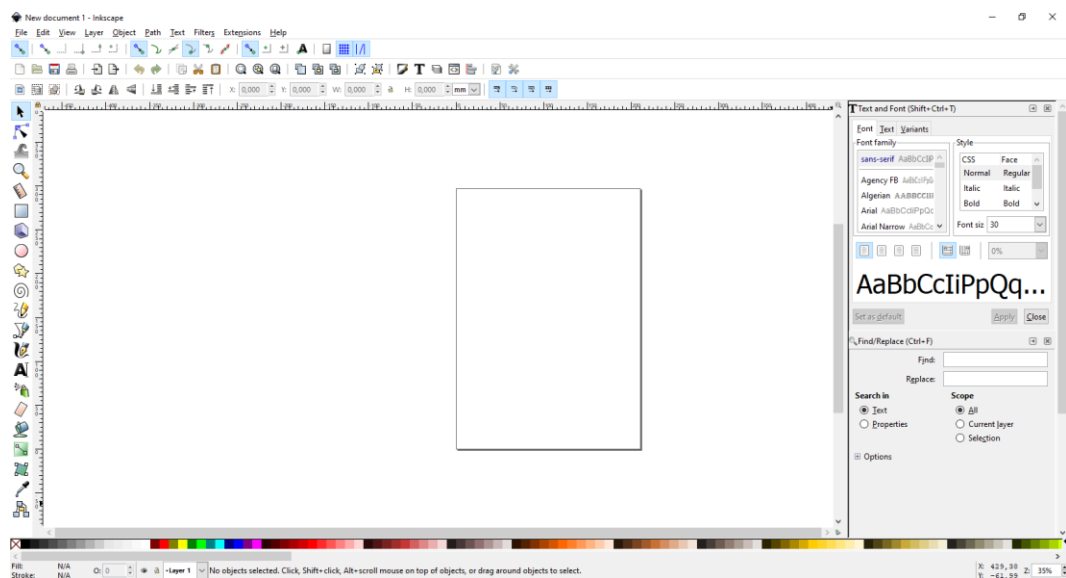 New document 1 - Inkscape
File Edit View Layer Object Path Text Filters Extensions Help
X: 0,000 Y: 0,000 W: 0,000 H: 0,000 mm
Text and Font (Shift+Ctrl+T)
Font Text Variants
Font family Style
sans-serif AaBbCcIiP CSS Face
Normal Regular
Agency FB AaBbCcIiPpQ Italic Italic
Algerian AABBCCII Bold Bold
Arial AaBbCcIiPpQc
Arial Narrow AaBbCc Font siz 30
0%
AaBbCcIiPpQq...
Set as default Apply Close
Find/Replace (Ctrl+F)
Find:
Replace:
Search in Scope
Text All
Properties Current layer
Selection
Options
Fill: N/A O: 0 Layer 1 No objects selected. Click, Shift+click, Alt+scroll mouse on top of objects, or drag around objects to select. X: 429,30 Z: 35%
Stroke: N/A Y: -61,99